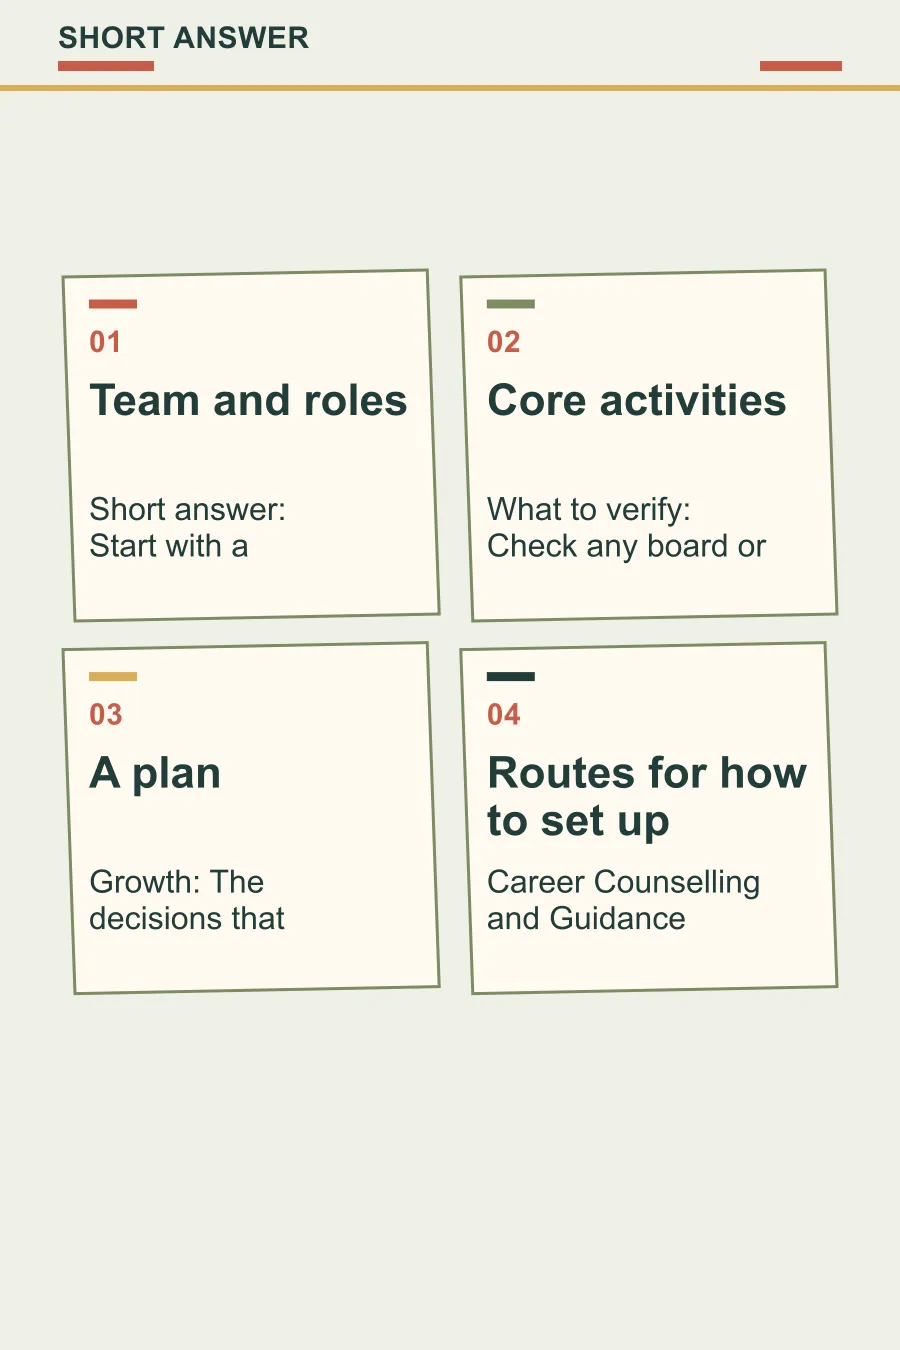 SHORT ANSWER
01
Team and roles
Short answer:
Start with a
02
Core activities
What to verify:
Check any board or
03
A plan
Growth: The
decisions that
04
Routes for how
to set up
Career Counselling
and Guidance